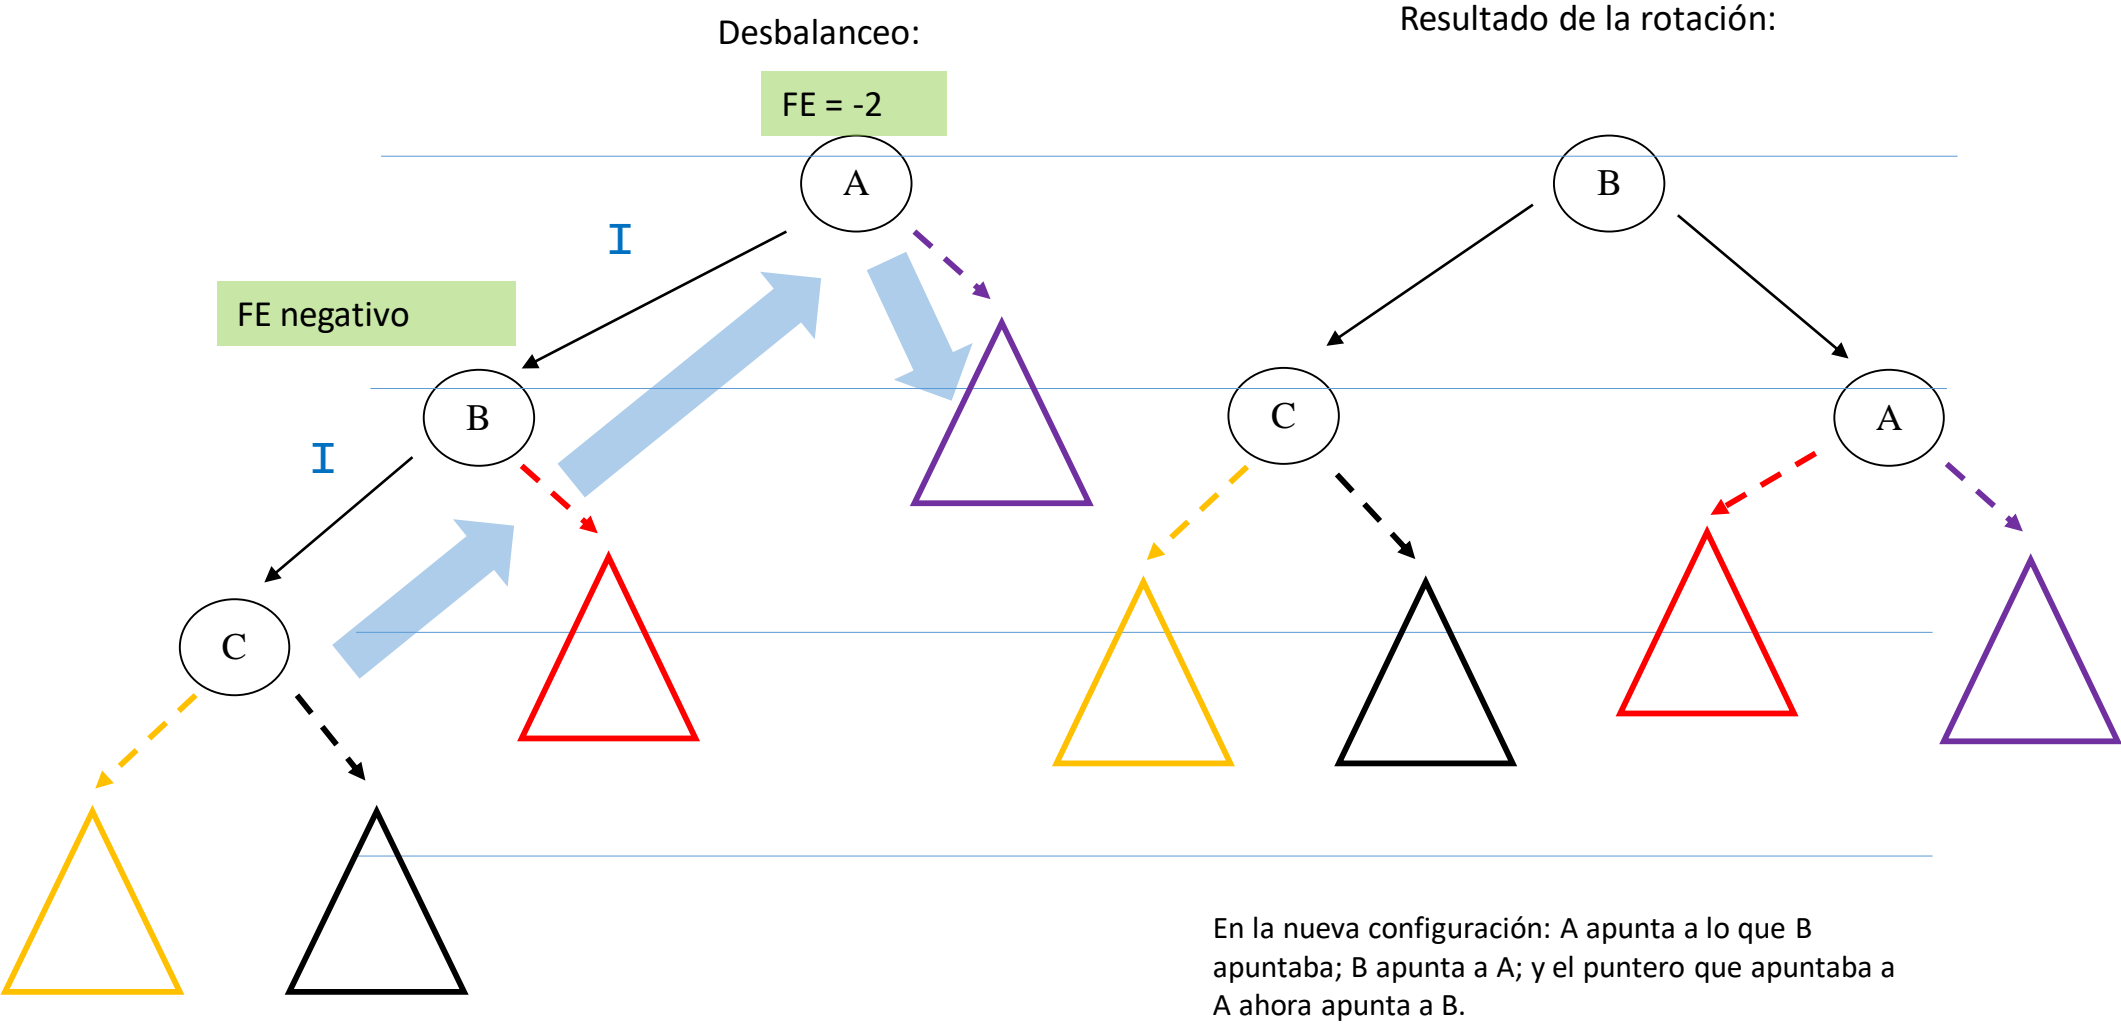 Desbalanceo:
Resultado de la rotación:
FE = -2
A
B
I
FE negativo
B
C
A
I
C
En la nueva configuración: A apunta a lo que B
apuntaba; B apunta a A; y el puntero que apuntaba a
A ahora apunta a B.